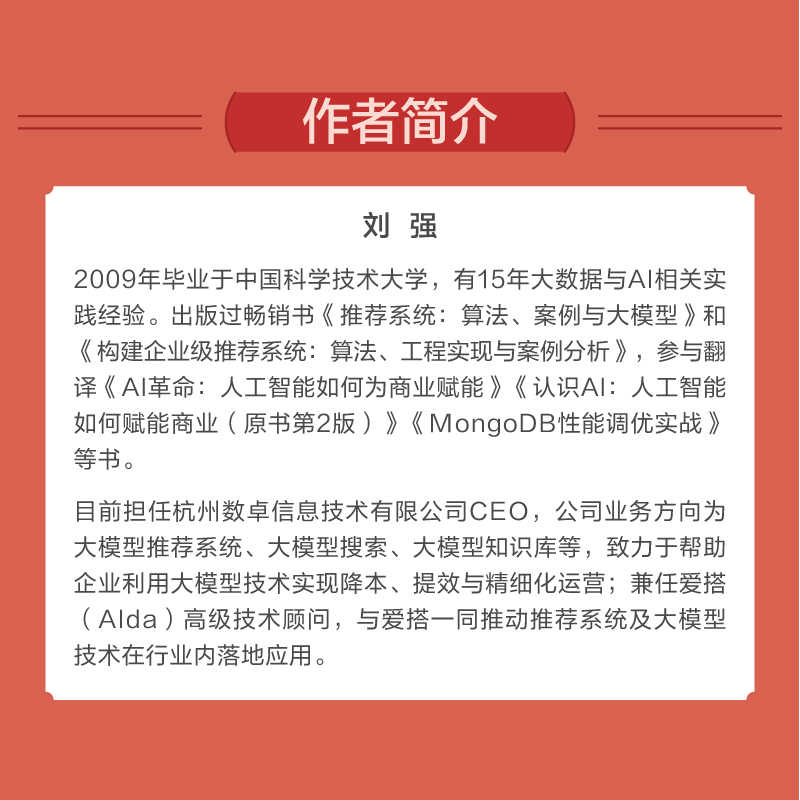 作者简介
刘 强
2009年毕业于中国科学技术大学，有15年大数据与AI相关实
践经验。出版过畅销书《推荐系统：算法、案例与大模型》和
《构建企业级推荐系统：算法、工程实现与案例分析》，参与翻
译《AI革命：人工智能如何为商业赋能》《认识AI：人工智能
如何赋能商业（原书第2版）》《MongoDB性能调优实战》
等书。
目前担任杭州数卓信息技术有限公司CEO，公司业务方向为
大模型推荐系统、大模型搜索、大模型知识库等，致力于帮助
企业利用大模型技术实现降本、提效与精细化运营；兼任爱搭
（AIda）高级技术顾问，与爱搭一同推动推荐系统及大模型
技术在行业内落地应用。